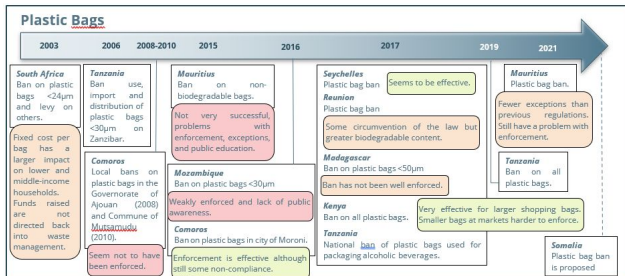 Plastic Bags
2003 2006 2008-2010 2015 2016 2017 2019 2021
South Africa
Ban on plastic
bags <24µm
and levy on
others.
Fixed cost per
bag has a
larger impact
on lower and
middle-income
households.
Funds raised
are not
directed back
into waste
management.
Tanzania
Ban use,
import and
distribution of
plastic bags
<30µm on
Zanzibar.
Comoros
Local bans on
plastic bags in the
Governorate of
Ajouan (2008)
and Commune of
Mutsamudu
(2010).
Seem not to have
been enforced.
Mauritius
Ban on non-
biodegradable bags.
Not very successful,
problems with
enforcement, exceptions,
and public education.
Mozambique
Ban on plastic bags <30µm
Weakly enforced and lack of public
awareness.
Comoros
Ban on plastic bags in city of Moroni.
Enforcement is effective although
still some non-compliance.
Seychelles
Plastic bag ban
Seems to be effective.
Reunion
Plastic bag ban
Some circumvention of the law but
greater biodegradable content.
Madagascar
Ban on plastic bags <50µm
Ban has not been well enforced.
Kenya
Ban on all plastic bags.
Very effective for larger shopping bags.
Smaller bags at markets harder to enforce.
Tanzania
National ban of plastic bags used for
packaging alcoholic beverages.
Mauritius
Plastic bag ban.
Fewer exceptions than
previous regulations.
Still have a problem with
enforcement.
Tanzania
Ban on all
plastic bags.
Somalia
Plastic bag ban
is proposed